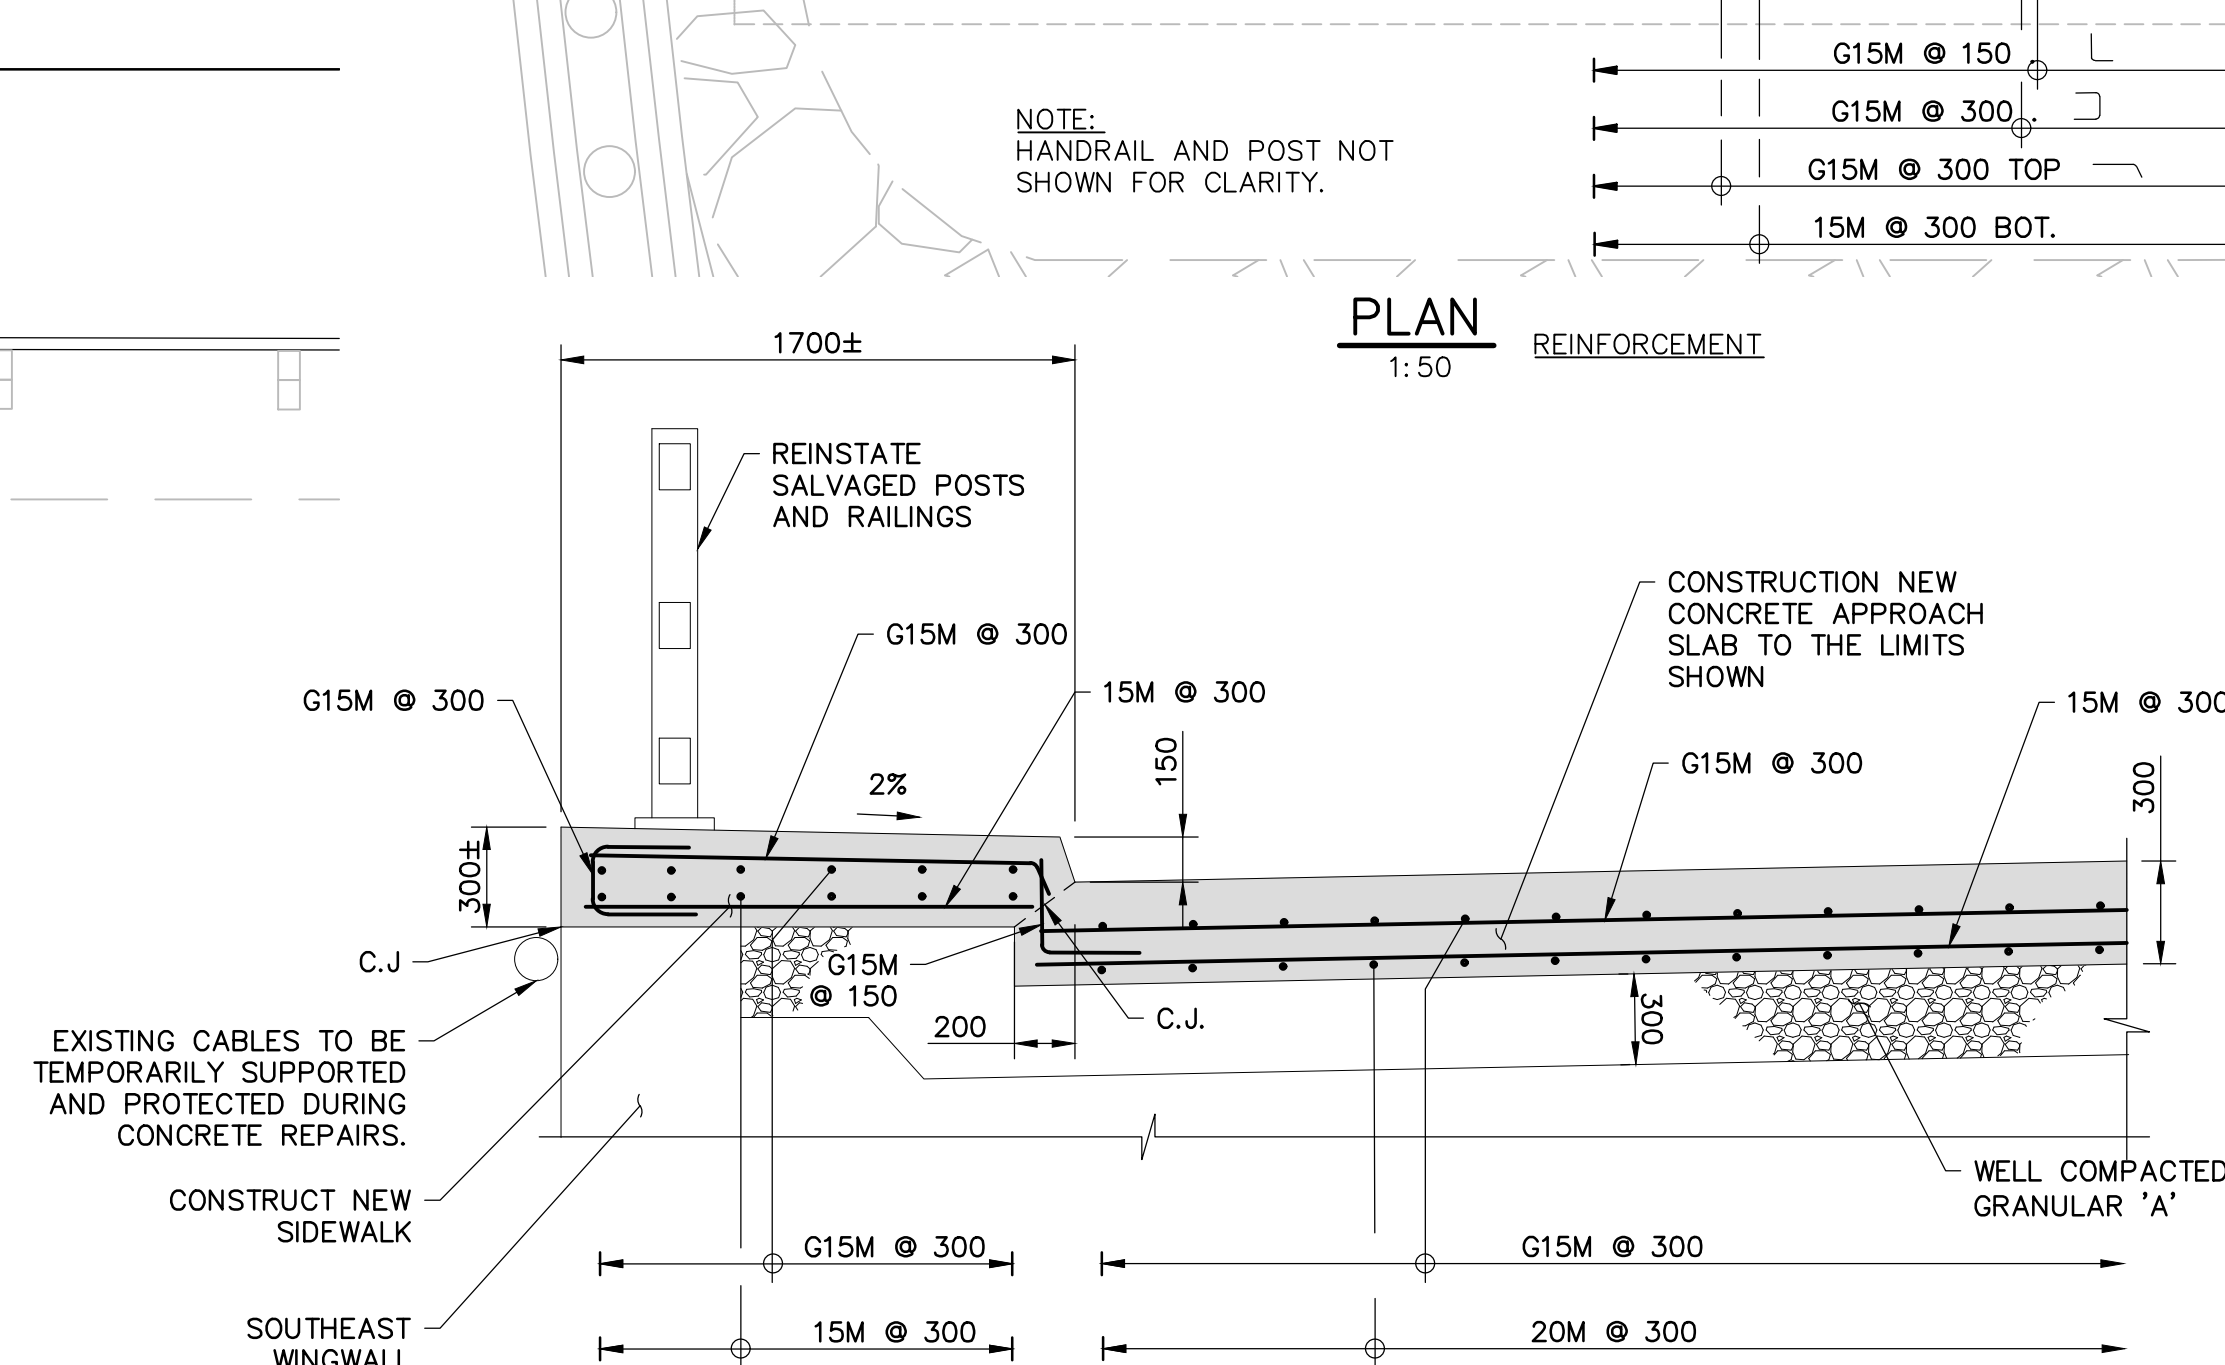 G15M @ 150
G15M @ 300
G15M @ 300 TOP
15M @ 300 BOT.
NOTE:
HANDRAIL AND POST NOT
SHOWN FOR CLARITY.
PLAN
1:50
REINFORCEMENT
1700±
REINSTATE
SALVAGED POSTS
AND RAILINGS
G15M @ 300
G15M @ 300
15M @ 300
CONSTRUCTION NEW
CONCRETE APPROACH
SLAB TO THE LIMITS
SHOWN
15M @ 300
G15M @ 300
150
300
2%
300±
C.J
G15M
@ 150
200
C.J.
300
EXISTING CABLES TO BE
TEMPORARILY SUPPORTED
AND PROTECTED DURING
CONCRETE REPAIRS.
CONSTRUCT NEW
SIDEWALK
WELL COMPACTED
GRANULAR 'A'
G15M @ 300
G15M @ 300
SOUTHEAST
WINGWALL
15M @ 300
20M @ 300